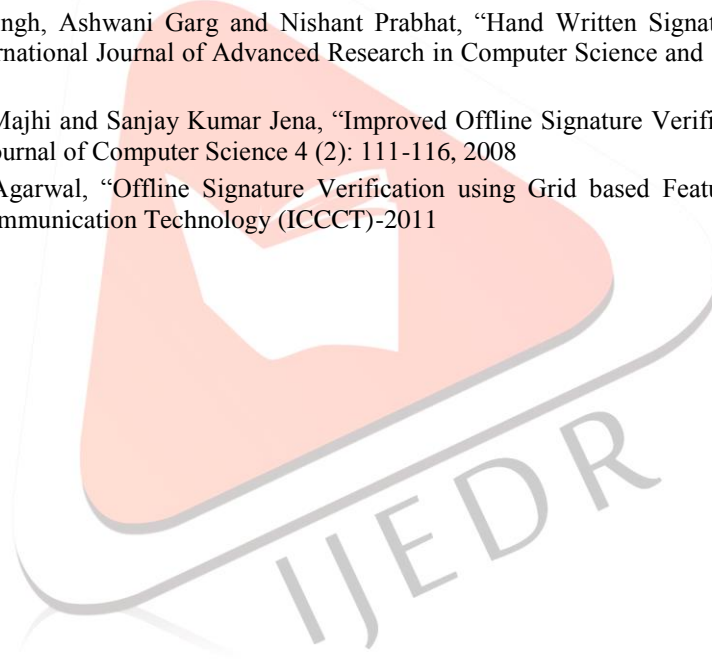 ngh, Ashwani Garg and Nishant Prabhat, “Hand Written Signat
rnational Journal of Advanced Research in Computer Science and
Majhi and Sanjay Kumar Jena, “Improved Offline Signature Verifi
ournal of Computer Science 4 (2): 111-116, 2008
Agarwal, “Offline Signature Verification using Grid based Featu
mmunication Technology (ICCCT)-2011
IJEDR